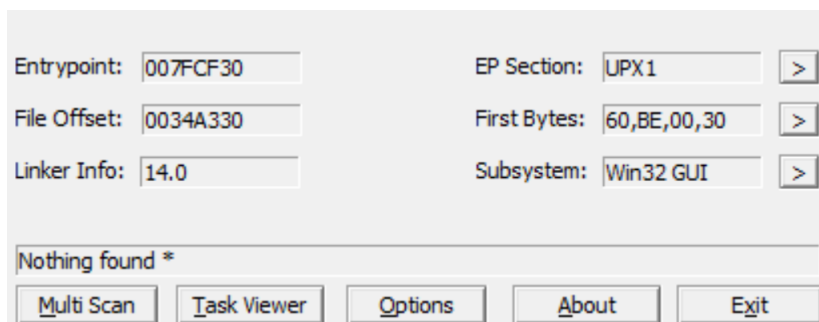 Entrypoint: 007FCF30 EP Section: UPX1 >
File Offset: 0034A330 First Bytes: 60,BE,00,30 >
Linker Info: 14.0 Subsystem: Win32 GUI >
Nothing found *
Multi Scan Task Viewer Options About Exit